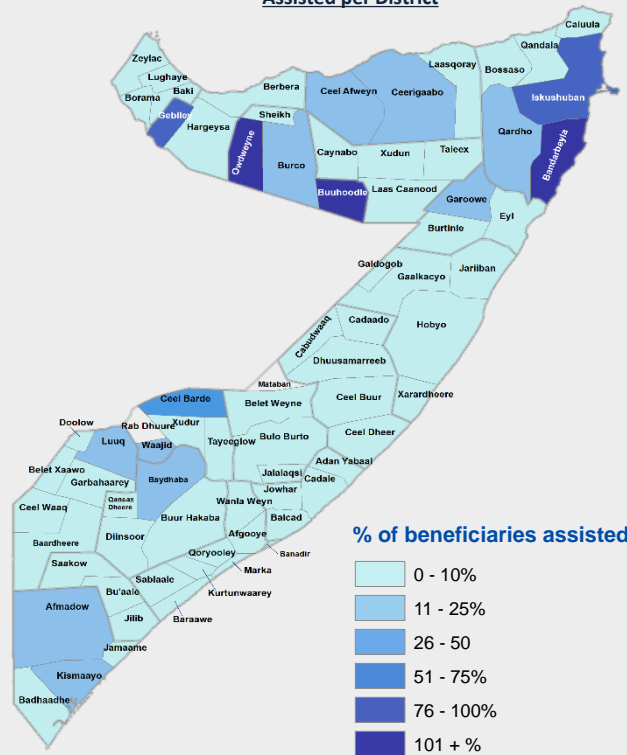 Assisted per District
Caluula
Qandala
Zeylac
Laasqoray
Bossaso
Lughaye
Berbera
Ceel Afweyn
Ceerigaabo
Baki
Borama
Iskushuban
Gebiley
Sheikh
Hargeysa
Qardho
Caynabo
Xudun
Taleex
Owdweyne
Burco
Bandarbeyla
Buuhoodle
Laas Caanood
Garoowe
Eyl
Burtinle
Galdogob
Gaalkacyo
Jariiban
Cadaado
Hobyo
Cabudwaaq
Dhuusamarreeb
Mataban
Ceel Barde
Belet Weyne
Ceel Buur
Xarardheere
Doolow
Rab Dhuure
Xudur
Luuq
Waajid
Tayeeglow
Bulo Burto
Ceel Dheer
Adan Yabaal
Belet Xaawo
Garbahaarey
Baydhaba
Jalalaqsi
Cadale
Qansax
Dheere
Wanla Weyn
Jowhar
Ceel Waaq
Buur Hakaba
Balcad
Baardheere
Diinsoor
Afgooye
Banadir
Saakow
Qoryooley
Marka
Sablaale
Kurtunwaarey
Bu'aale
Afmadow
Jilib
Baraawe
Jamaame
Kismaayo
Badhaadhe
% of beneficiaries assisted
0 - 10%
11 - 25%
26 - 50
51 - 75%
76 - 100%
101 + %